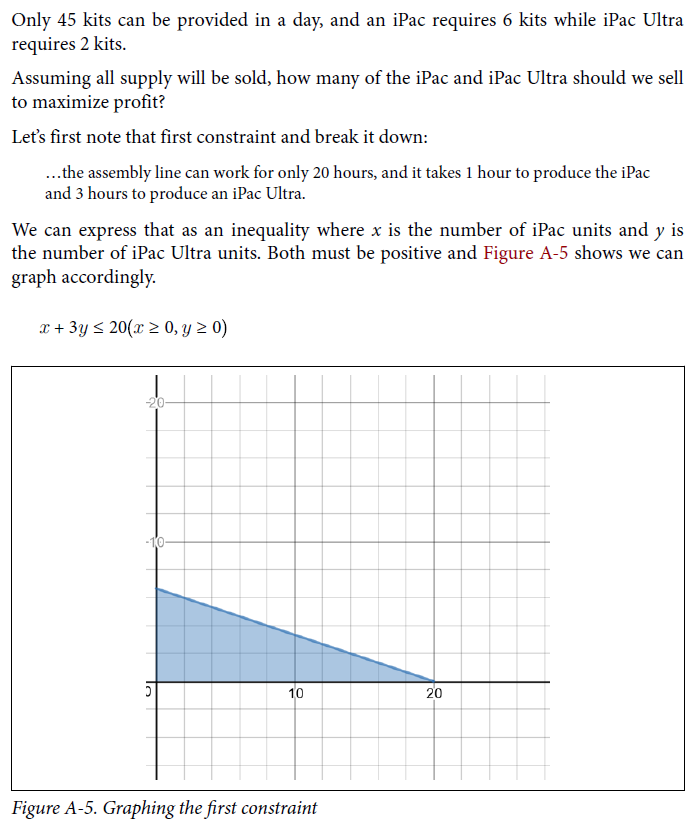 Only 45 kits can be provided in a day, and an iPac requires 6 kits while iPac Ultra
requires 2 kits.
Assuming all supply will be sold, how many of the iPac and iPac Ultra should we sell
to maximize profit?
Let's first note that first constraint and break it down:
…the assembly line can work for only 20 hours, and it takes 1 hour to produce the iPac
and 3 hours to produce an iPac Ultra.
We can express that as an inequality where x is the number of iPac units and y is
the number of iPac Ultra units. Both must be positive and Figure A-5 shows we can
graph accordingly.
x + 3y ≤ 20(x ≥ 0, y ≥ 0)
-20
-10
0
10
20
Figure A-5. Graphing the first constraint